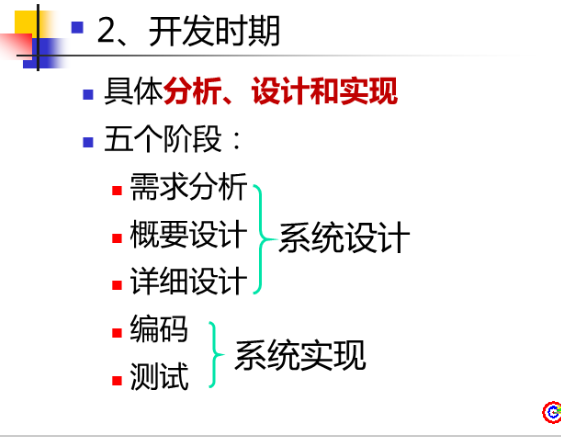 2、开发时期
具体分析、设计和实现
五个阶段：
需求分析
概要设计
系统设计
详细设计
编码
系统实现
测试